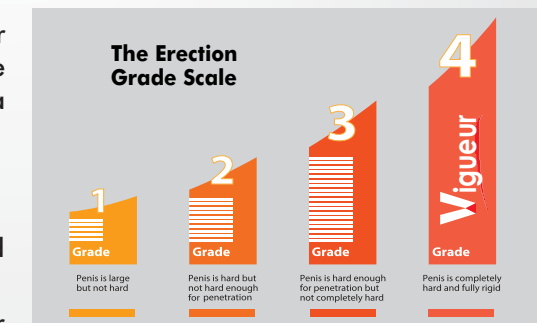 r
e
a
l
r
The Erection
Grade Scale
1
Grade
Penis is large
but not hard
2
Grade
Penis is hard but
not hard enough
for penetration
3
Grade
Penis is hard enough
for penetration but
not completely hard
4
Vigueur
Grade
Penis is completely
hard and fully rigid